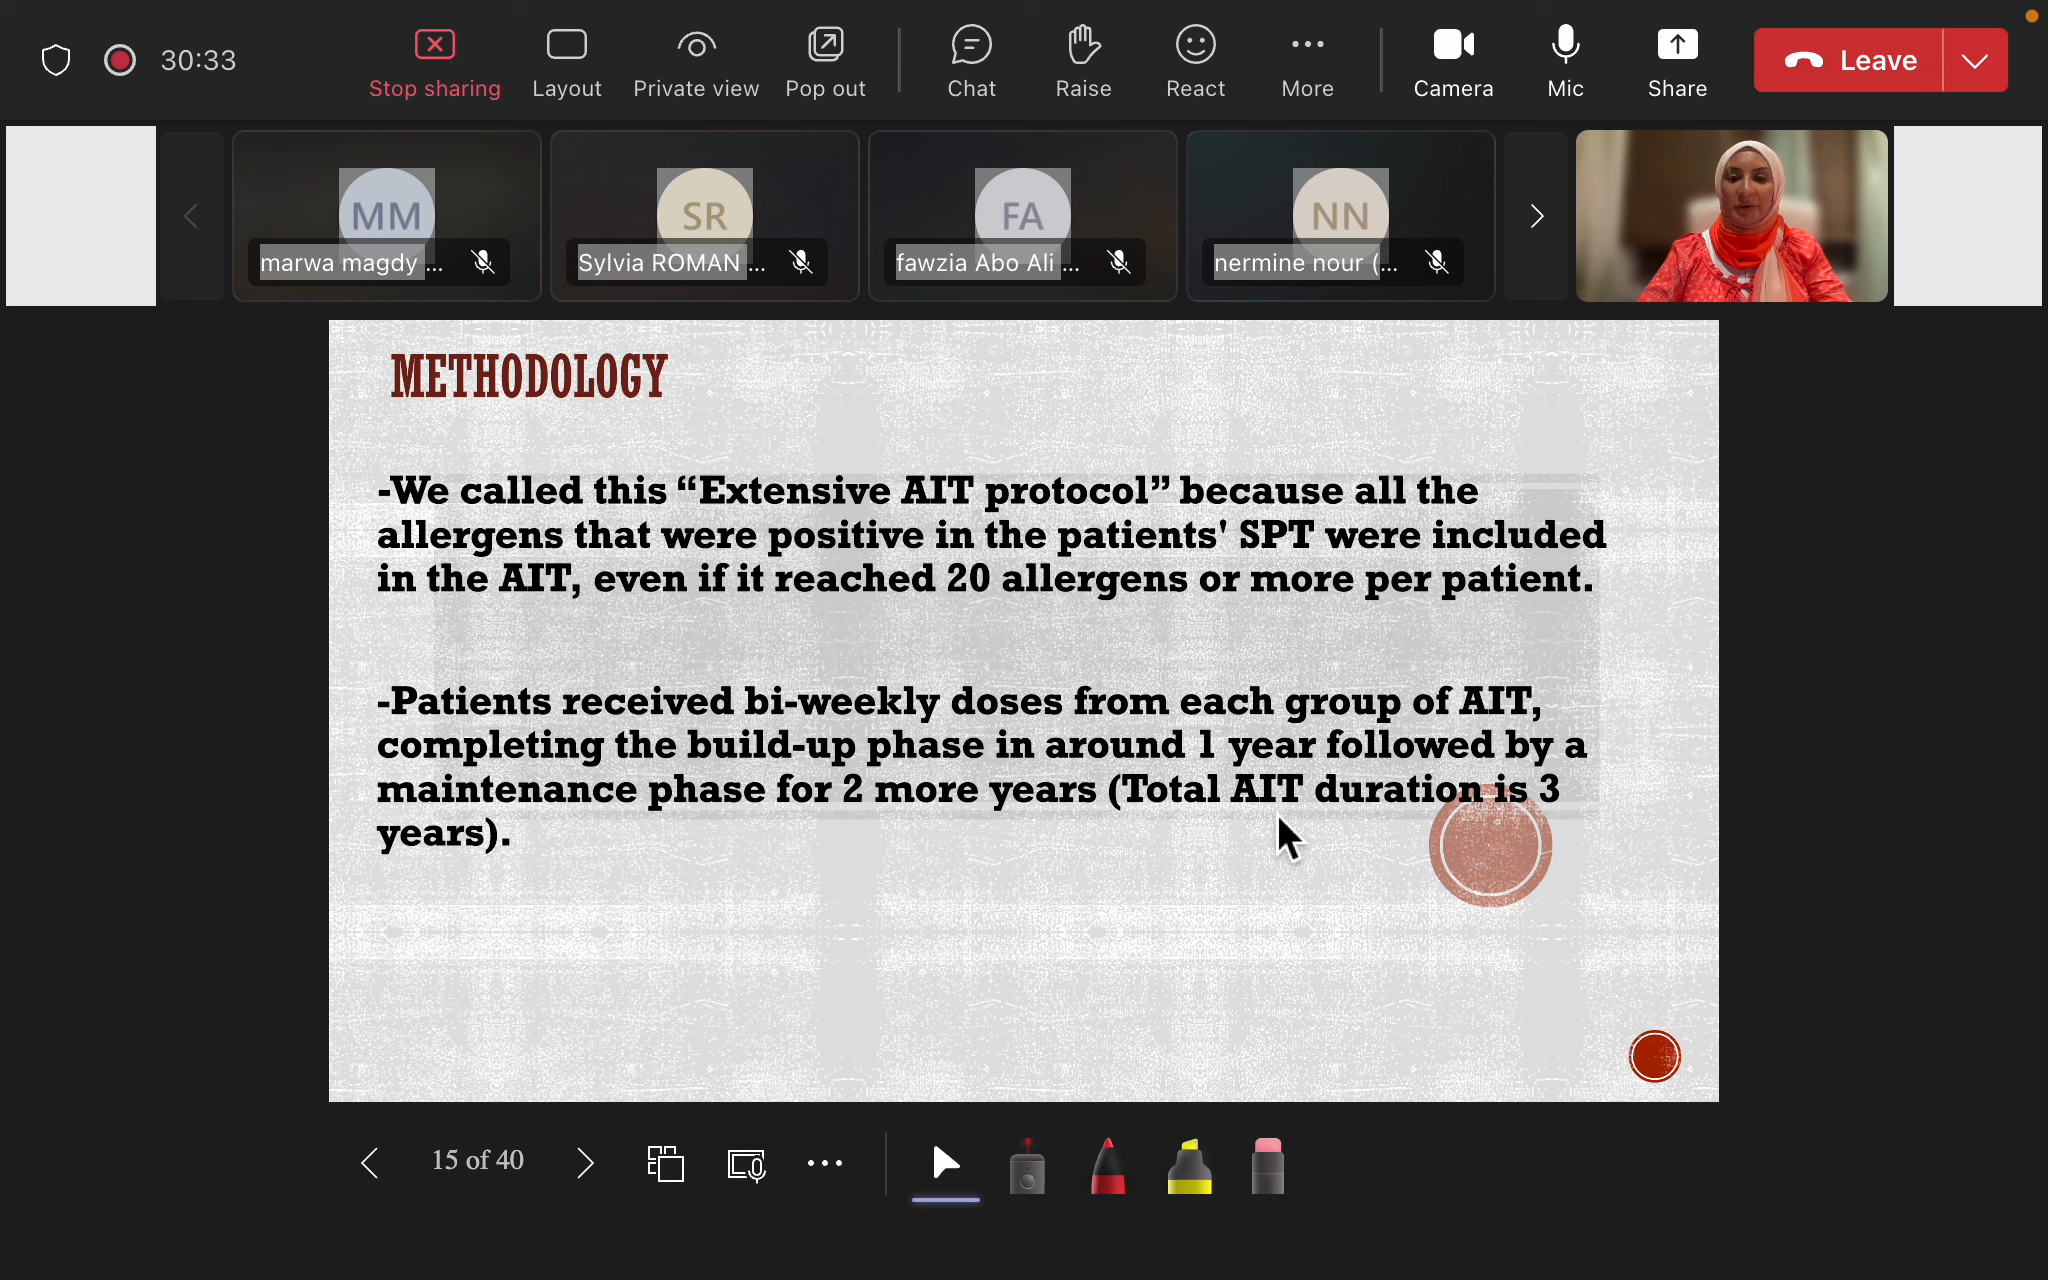 30:33
Stop sharing
Layout
Private view
Pop out
Chat
Raise
React
More
Camera
Mic
Share
Leave
MM
SR
FA
NN
marwa magdy ...
Sylvia ROMAN ...
fawzia Abo Ali ...
nermine nour (...
METHODOLOGY
-We called this “Extensive AIT protocol” because all the
allergens that were positive in the patients' SPT were included
in the AIT, even if it reached 20 allergens or more per patient.
-Patients received bi-weekly doses from each group of AIT,
completing the build-up phase in around 1 year followed by a
maintenance phase for 2 more years (Total AIT duration is 3
years).
15 of 40